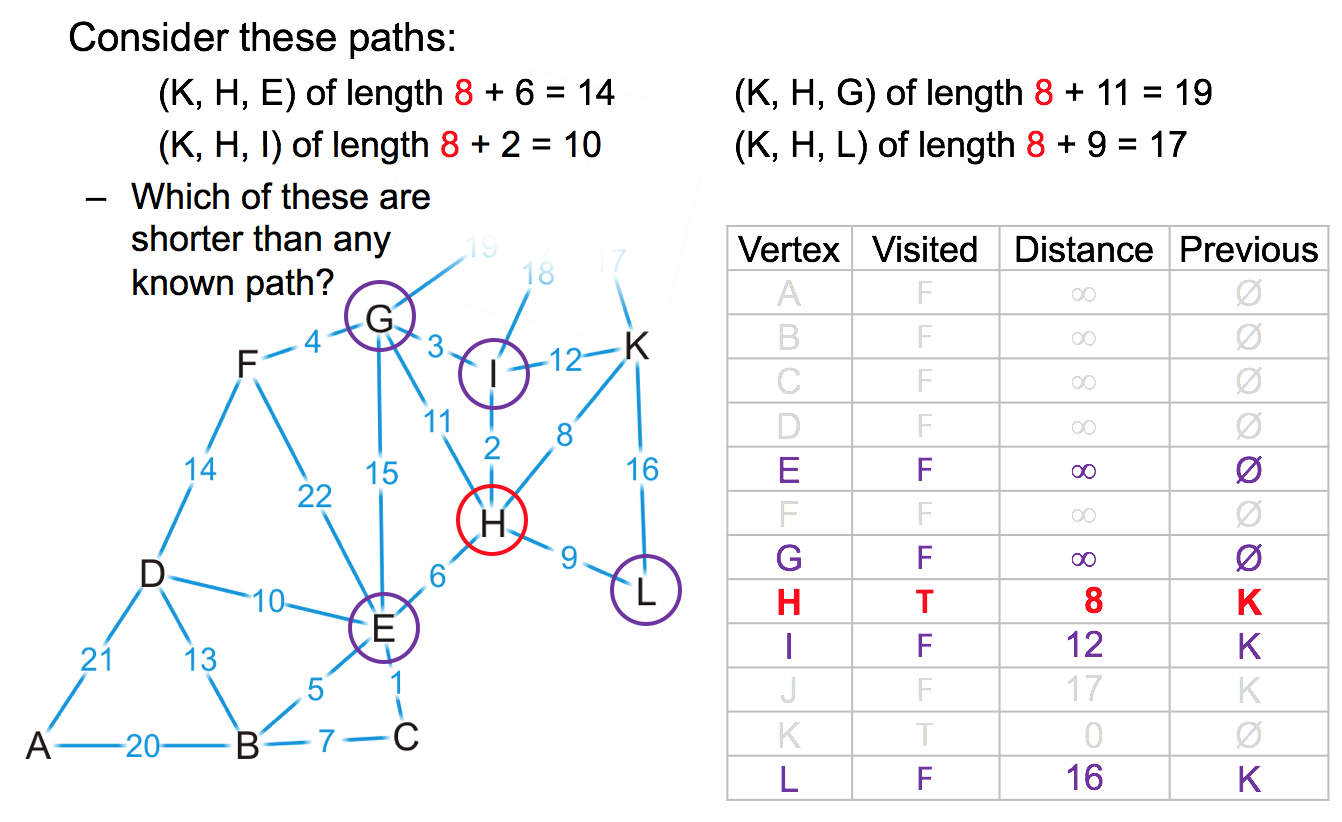 Consider these paths:
(K, H, E) of length 8 + 6 = 14
(K, H, G) of length 8 + 11 = 19
(K, H, I) of length 8 + 2 = 10
(K, H, L) of length 8 + 9 = 17
– Which of these are
shorter than any
known path?
19
18
17
G
4
3
F
I
12
K
11
2
8
14
15
16
22
H
9
D
6
10
L
E
21
13
5
1
A
20
B
7
C
Vertex Visited Distance Previous
A F ∞ Ø
B F ∞ Ø
C F ∞ Ø
D F ∞ Ø
E F ∞ Ø
F F ∞ Ø
G F ∞ Ø
H T 8 K
I F 12 K
J F 17 K
K T 0 Ø
L F 16 K